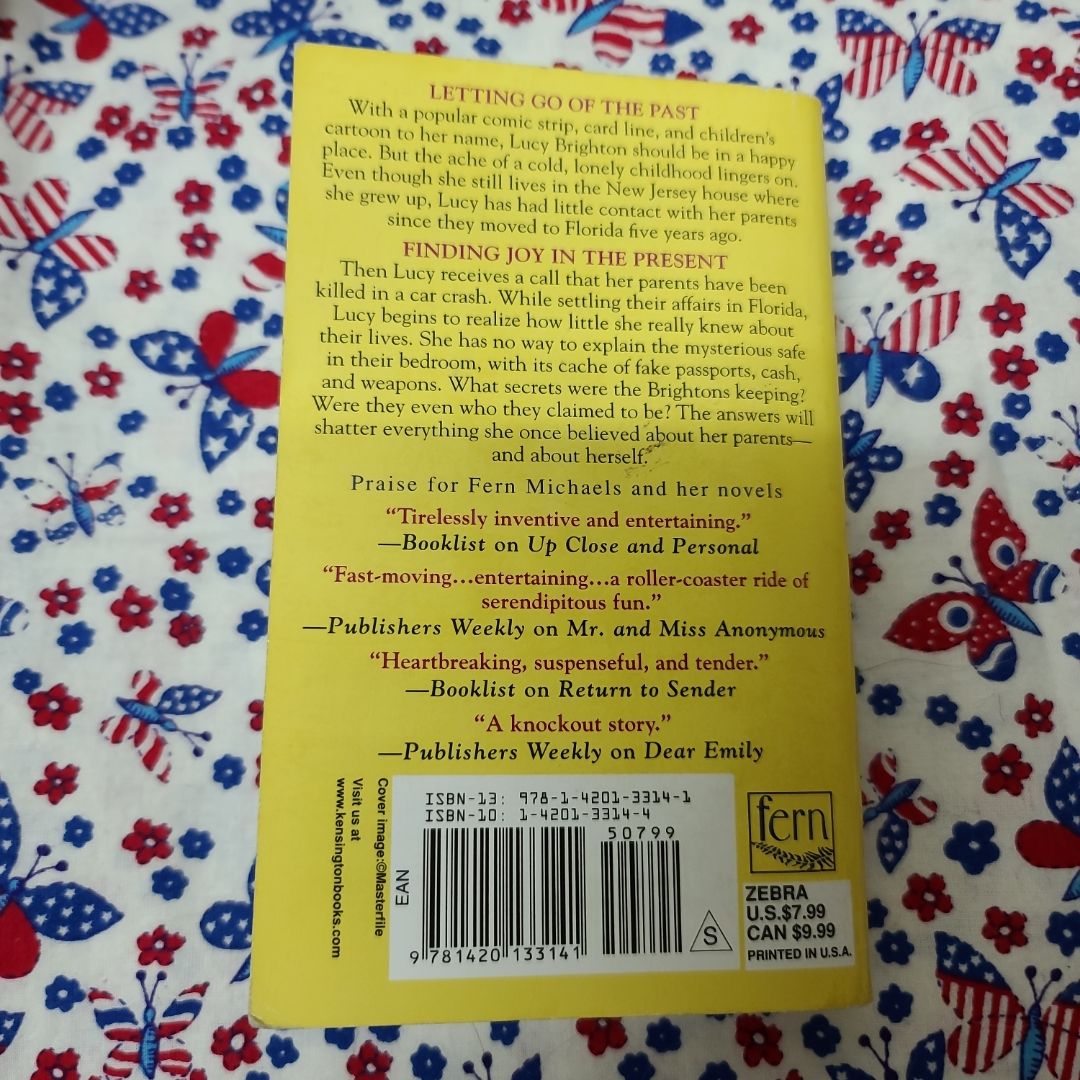 LETTING GO OF THE PAST
With a popular comic strip, card line, and children's
cartoon to her name, Lucy Brighton should be in a happy
place. But the ache of a cold, lonely childhood lingers on.
Even though she still lives in the New Jersey house where
she grew up, Lucy has had little contact with her parents
since they moved to Florida five years ago.
FINDING JOY IN THE PRESENT
Then Lucy receives a call that her parents have been
killed in a car crash. While settling their affairs in Florida,
Lucy begins to realize how little she really knew about
their lives. She has no way to explain the mysterious safe
in their bedroom, with its cache of fake passports, cash,
and weapons. What secrets were the Brightons keeping?
Were they even who they claimed to be? The answers will
shatter everything she once believed about her parents—
and about herself.
Praise for Fern Michaels and her novels
“Tirelessly inventive and entertaining.”
—Booklist on Up Close and Personal
“Fast-moving...entertaining...a roller-coaster ride of
serendipitous fun.”
—Publishers Weekly on Mr. and Miss Anonymous
“Heartbreaking, suspenseful, and tender.”
—Booklist on Return to Sender
“A knockout story.”
—Publishers Weekly on Dear Emily
Cover image:©Masterfile
Visit us at
www.kensingtonbooks.com
ISBN-13: 978-1-4201-3314-1
ISBN-10: 1-4201-3314-4
50799
EAN
9 781420 133141
S
fern
ZEBRA
U.S.$7.99
CAN $9.99
PRINTED IN U.S.A.